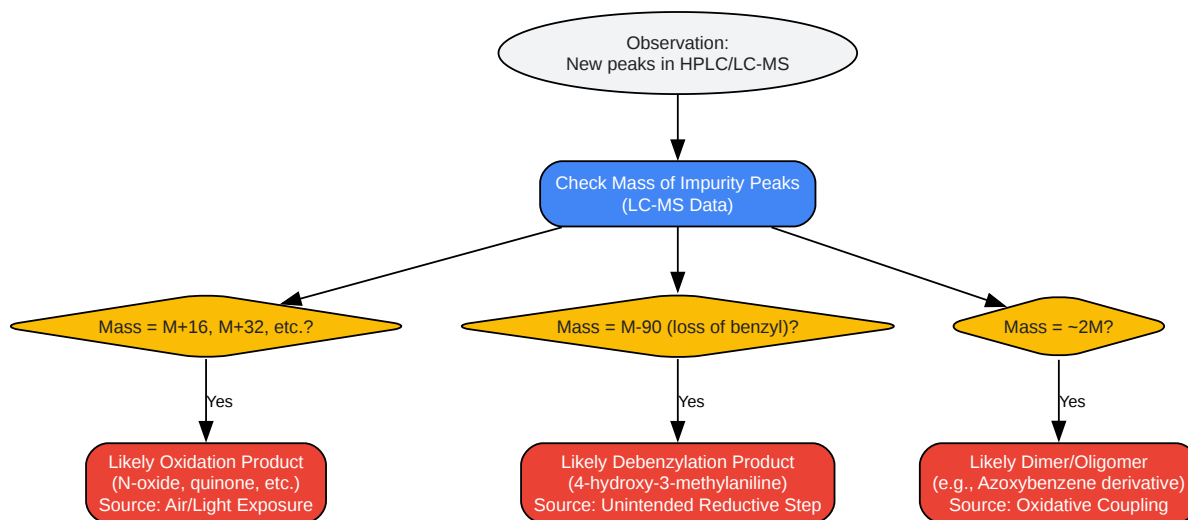 Observation:
New peaks in HPLC/LC-MS
Check Mass of Impurity Peaks
(LC-MS Data)
Mass = M+16, M+32, etc.?
Mass = M-90 (loss of benzyl)?
Mass = ~2M?
Yes
Yes
Yes
Likely Oxidation Product
(N-oxide, quinone, etc.)
Source: Air/Light Exposure
Likely Debenzylation Product
(4-hydroxy-3-methylaniline)
Source: Unintended Reductive Step
Likely Dimer/Oligomer
(e.g., Azoxybenzene derivative)
Source: Oxidative Coupling